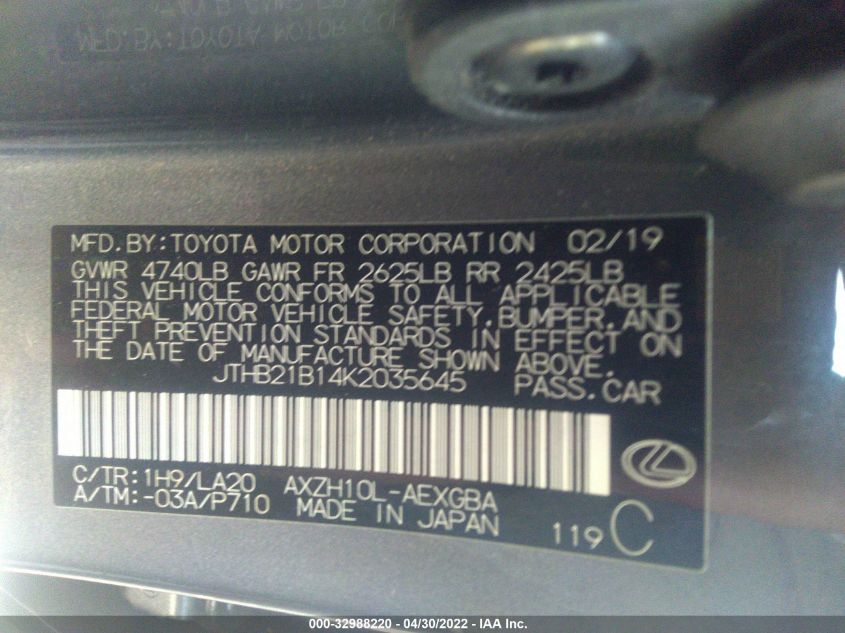 MFD.BY:TOYOTA MOTOR CORPORATION 02/19
GVWR 4740LB GAWR FR 2625LB RR 2425LB
THIS VEHICLE CONFORMS TO ALL APPLICABLE
FEDERAL MOTOR VEHICLE SAFETY,BUMPER,AND
THEFT PREVENTION STANDARDS IN EFFECT ON
THE DATE OF MANUFACTURE SHOWN ABOVE.
JTHB21B14K2035645 PASS.CAR
C/TR:1H9/LA20 AXZH10L-AEXGBA
A/TM:-03A/P710 MADE IN JAPAN
119 C
000-32988220 - 04/30/2022 - IAA Inc.